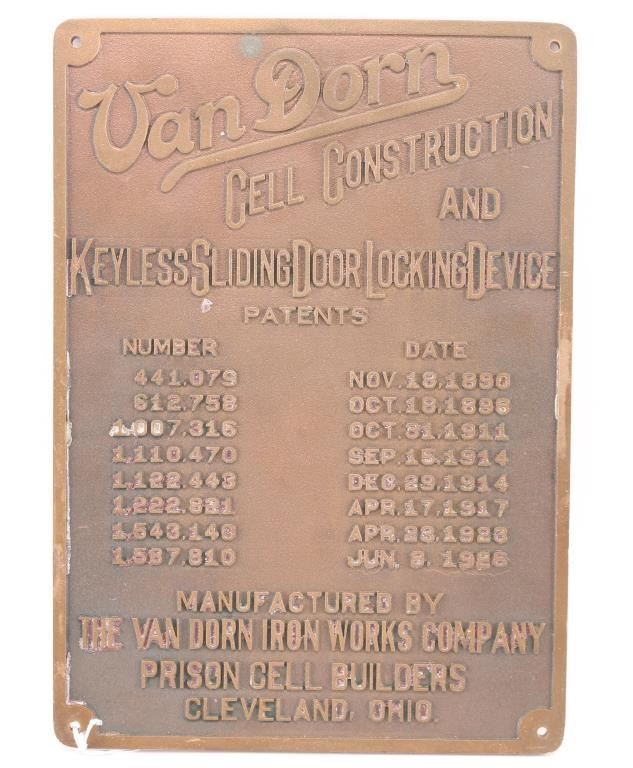 Van Dorn
CELL CONSTRUCTION
AND
KEYLESS SLIDING DOOR LOCKING DEVICE
PATENTS
NUMBER DATE
441,079 NOV.18,1890
612,758 OCT.18,1898
1,007,316 OCT.31,1911
1,110,470 SEP.15,1914
1,122,443 DEC.29,1914
1,222,821 APR.17,1917
1,543,140 APR.28,1925
1,587,810 JUN. 8, 1926
MANUFACTURED BY
THE VAN DORN IRON WORKS COMPANY
PRISON CELL BUILDERS
CLEVELAND, OHIO.